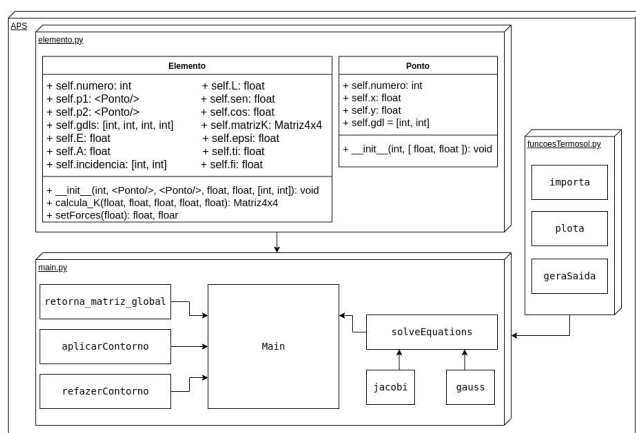 APS
elemento.py
Elemento
+ self.numero: int
+ self.p1: <Ponto/>
+ self.p2: <Ponto/>
+ self.gdls: [int, int, int, int]
+ self.E: float
+ self.A: float
+ self.incidencia: [int, int]
+ self.L: float
+ self.sen: float
+ self.cos: float
+ self.matrizK: Matriz4x4
+ self.epsi: float
+ self.ti: float
+ self.fi: float
+ __init__(int, <Ponto/>, <Ponto/>, float, float, [int, int]): void
+ calcula_K(float, float, float, float, float): Matriz4x4
+ setForces(float): float, floar
Ponto
+ self.numero: int
+ self.x: float
+ self.y: float
+ self.gdl = [int, int]
+ __init__(int, [ float, float ]): void
funcoesTermosol.py
importa
plota
geraSaida
main.py
retorna_matriz_global
aplicarContorno
refazerContorno
Main
solveEquations
jacobi
gauss